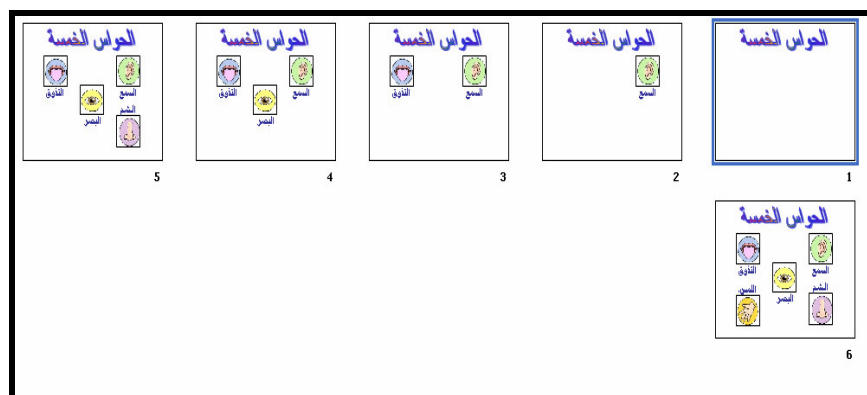 الحواس الخمسة
1
الحواس الخمسة
السمع
2
الحواس الخمسة
السمع
التذوق
3
الحواس الخمسة
السمع
التذوق
البصر
4
الحواس الخمسة
السمع
التذوق
البصر
الشم
5
الحواس الخمسة
السمع
التذوق
البصر
الشم
اللمس
6